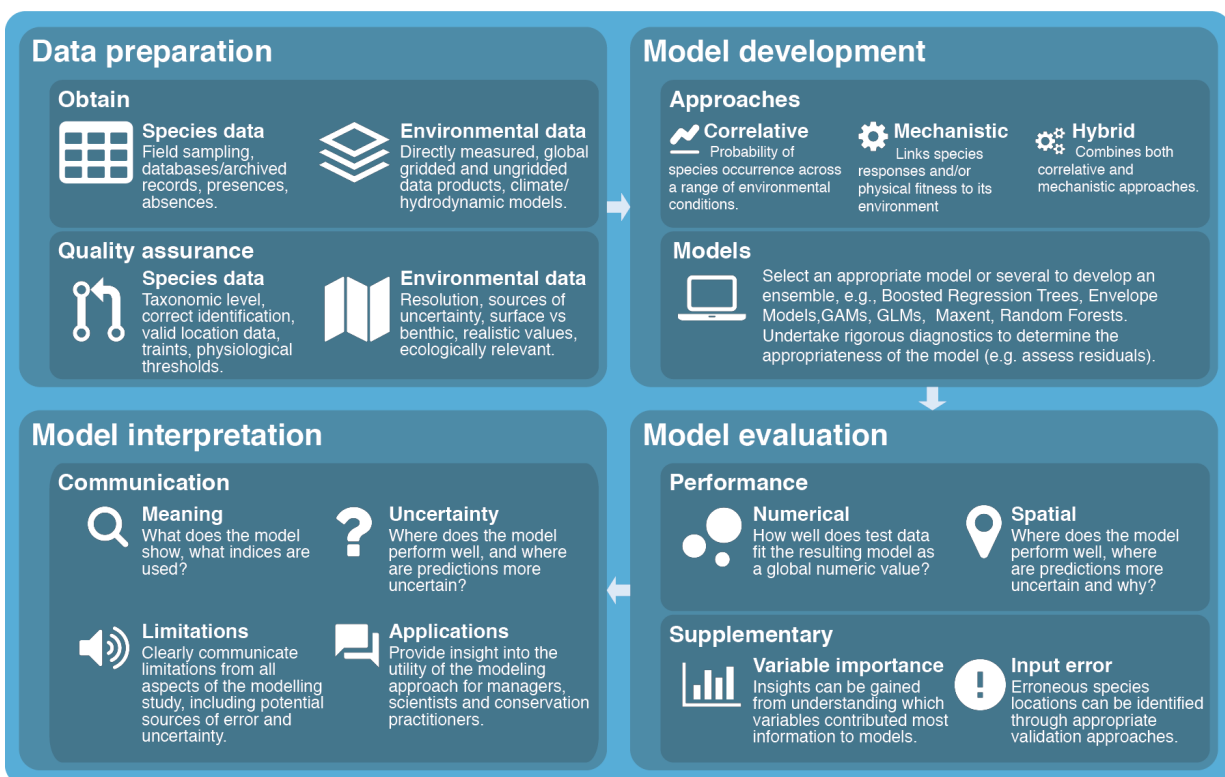 Data preparation
Obtain
Species data
Field sampling,
databases/archived
records, presences,
absences.
Environmental data
Directly measured, global
gridded and ungridded
data products, climate/
hydrodynamic models.
Quality assurance
Species data
Taxonomic level,
correct identification,
valid location data,
traints, physiological
thresholds.
Environmental data
Resolution, sources of
uncertainty, surface vs
benthic, realistic values,
ecologically relevant.
Model development
Approaches
Correlative
Probability of
species occurrence across
a range of environmental
conditions.
Mechanistic
Links species
responses and/or
physical fitness to its
environment
Hybrid
Combines both
correlative and
mechanistic approaches.
Models
Select an appropriate model or several to develop an
ensemble, e.g., Boosted Regression Trees, Envelope
Models,GAMs, GLMs, Maxent, Random Forests.
Undertake rigorous diagnostics to determine the
appropriateness of the model (e.g. assess residuals).
Model evaluation
Performance
Numerical
How well does test data
fit the resulting model as
a global numeric value?
Spatial
Where does the model
perform well, where
are predictions more
uncertain and why?
Supplementary
Variable importance
Insights can be gained
from understanding which
variables contributed most
information to models.
Input error
Erroneous species
locations can be identified
through appropriate
validation approaches.
Model interpretation
Communication
Meaning
What does the model
show, what indices are
used?
Uncertainty
Where does the model
perform well, and where
are predictions more
uncertain?
Limitations
Clearly communicate
limitations from all
aspects of the modelling
study, including potential
sources of error and
uncertainty.
Applications
Provide insight into the
utility of the modeling
approach for managers,
scientists and conservation
practitioners.